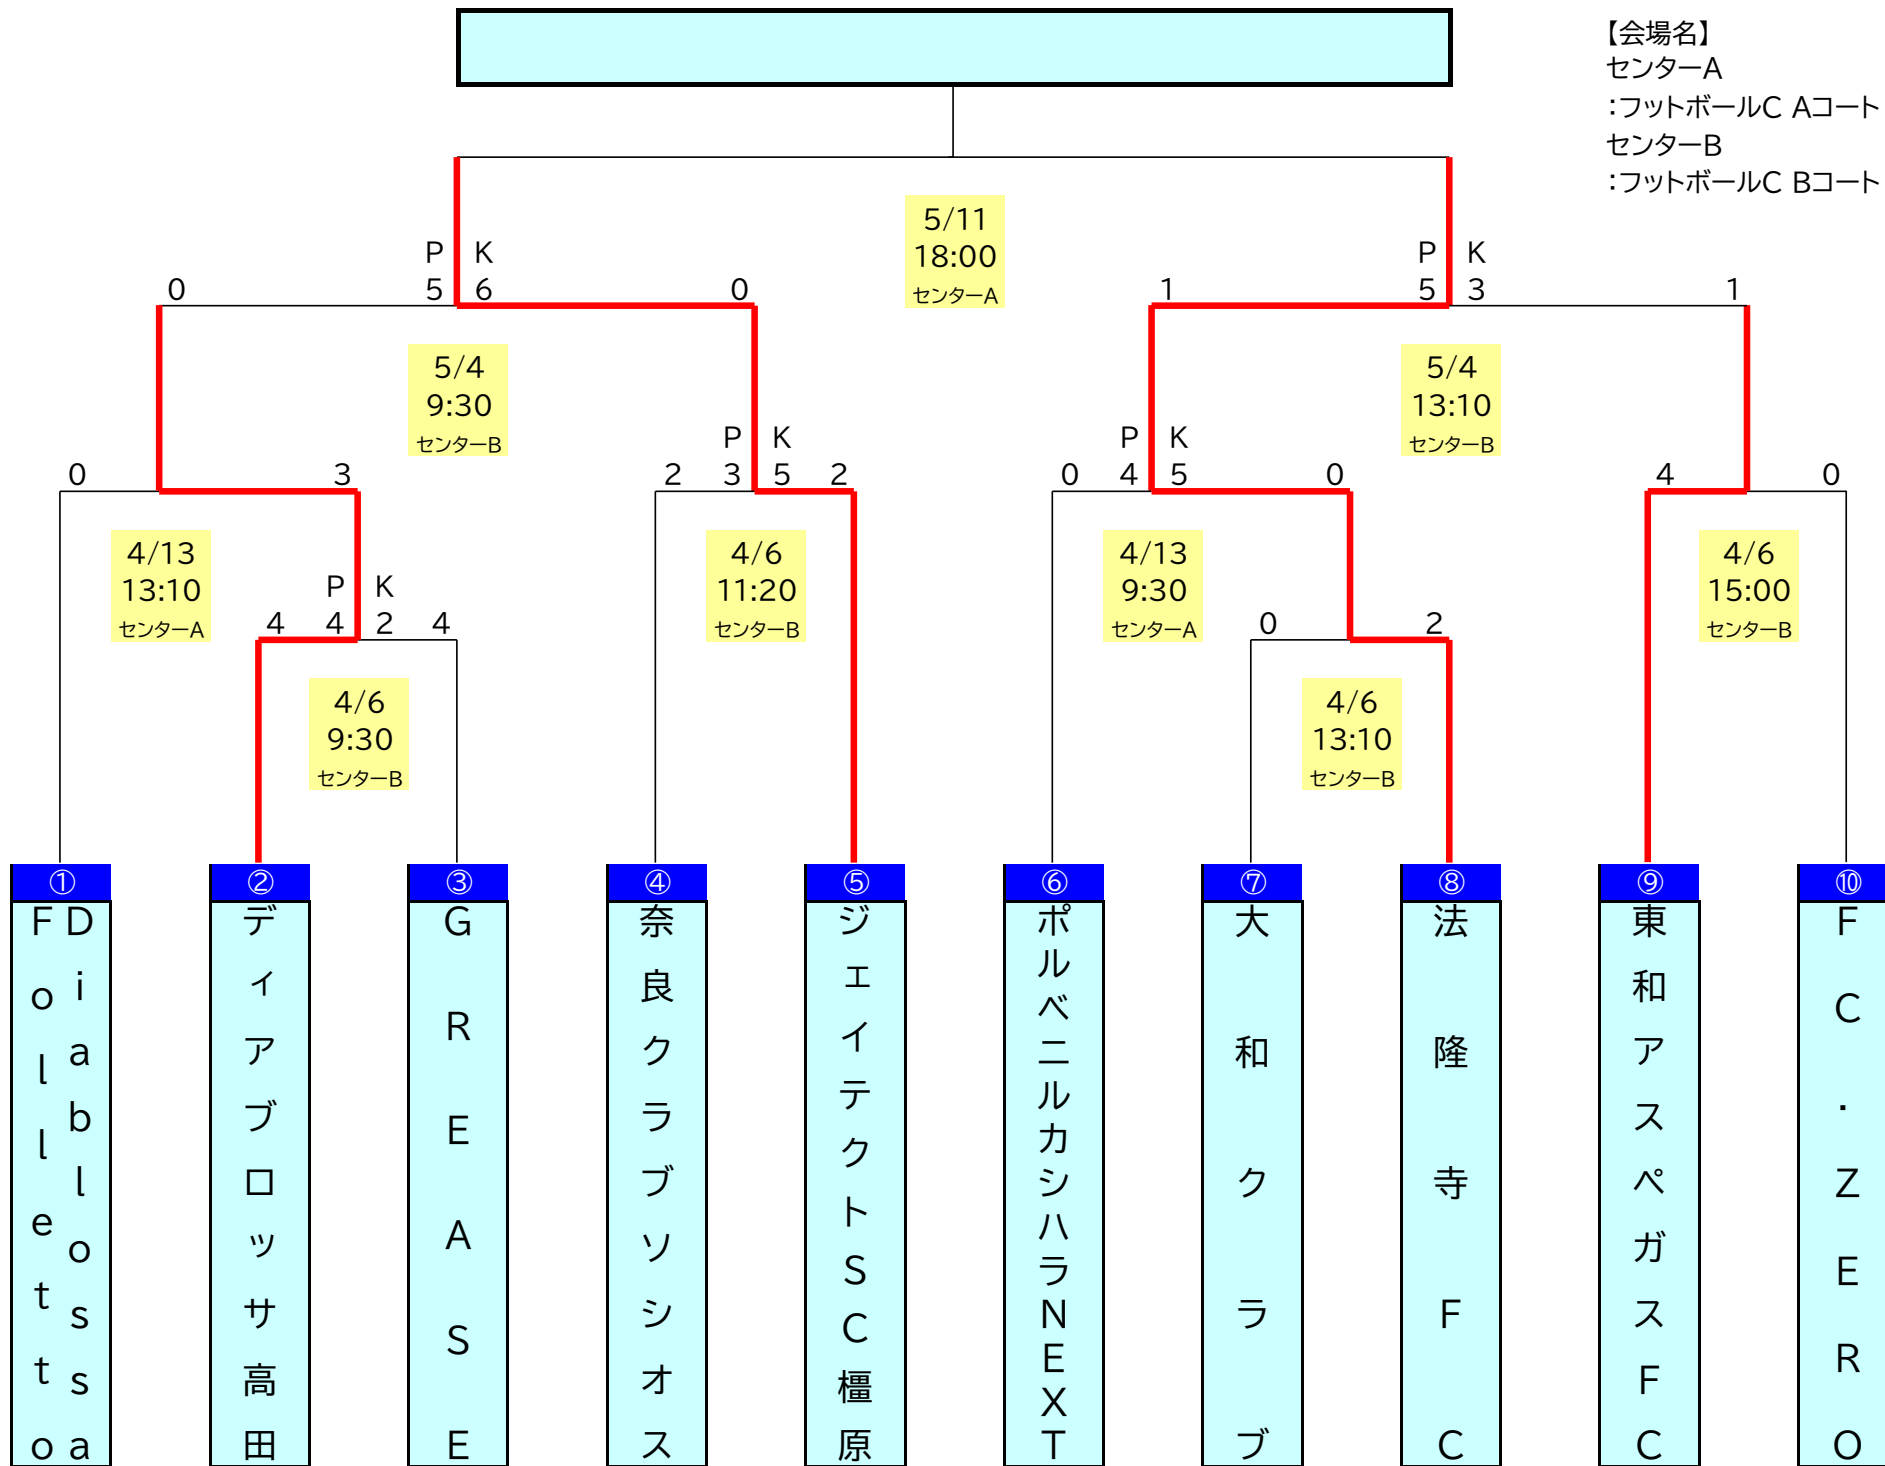 【会場名】
センターA
:フットボールC Aコート
センターB
:フットボールC Bコート
5/11
18:00
センターA
P K
0 5 6 0
P K
1 5 3 1
5/4
9:30
センターB
5/4
13:10
センターB
0 3
P K
2 3 5 2
P K
0 4 5 0
4 0
4/13
13:10
センターA
4/6
11:20
センターB
4/13
9:30
センターA
4/6
15:00
センターB
P K
4 4 2 4
0 2
4/6
9:30
センターB
4/6
13:10
センターB
①
Diablossa
Folletto
②
ディアブロッサ高田
③
GREASE
④
奈良クラブソシオス
⑤
ジェイテクトSC橿原
⑥
ポルベニルカシハラNEXT
⑦
大和クラブ
⑧
法隆寺FC
⑨
東和アスペガスFC
⑩
FC.ZERO